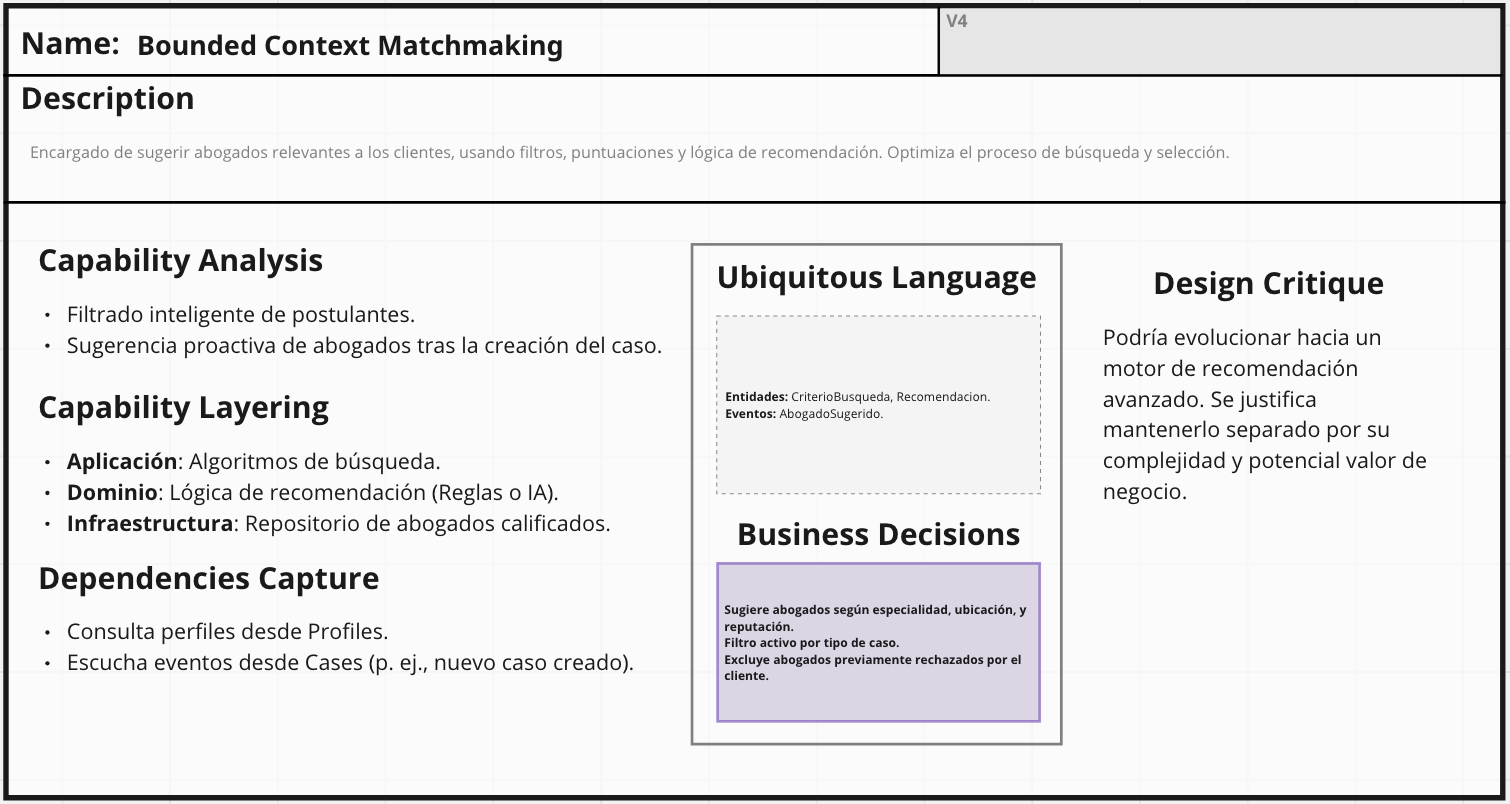 Name: Bounded Context Matchmaking
V4
Description
Encargado de sugerir abogados relevantes a los clientes, usando filtros, puntuaciones y lógica de recomendación. Optimiza el proceso de búsqueda y selección.
Capability Analysis
• Filtrado inteligente de postulantes.
• Sugerencia proactiva de abogados tras la creación del caso.
Capability Layering
• Aplicación: Algoritmos de búsqueda.
• Dominio: Lógica de recomendación (Reglas o IA).
• Infraestructura: Repositorio de abogados calificados.
Dependencies Capture
• Consulta perfiles desde Profiles.
• Escucha eventos desde Cases (p. ej., nuevo caso creado).
Ubiquitous Language
Entidades: CriterioBusqueda, Recomendacion.
Eventos: AbogadoSugerido.
Business Decisions
Sugiere abogados según especialidad, ubicación, y
reputación.
Filtro activo por tipo de caso.
Excluye abogados previamente rechazados por el
cliente.
Design Critique
Podría evolucionar hacia un
motor de recomendación
avanzado. Se justifica
mantenerlo separado por su
complejidad y potencial valor de
negocio.